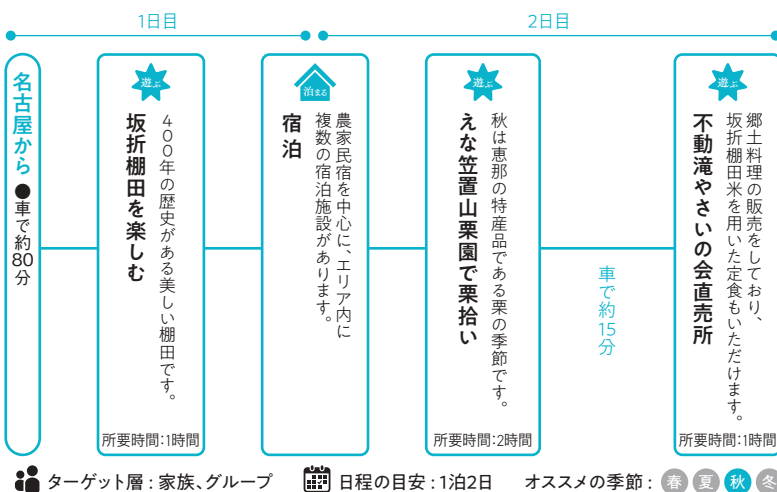 1日目
2日目
名古屋から ●車で約80分
遊ぶ
坂折棚田を楽しむ
400年の歴史がある美しい棚田です。
所要時間:1時間
泊まる
宿泊
農家民宿を中心に、エリア内に
複数の宿泊施設があります。
遊ぶ
えな笠置山栗園で栗拾い
秋は恵那の特産品である栗の季節です。
所要時間:2時間
車で約15分
遊ぶ
不動滝やさいの会直売所
郷土料理の販売をしており、
坂折棚田米を用いた定食もいただけます。
所要時間:1時間
ターゲット層:家族、グループ 日程の目安:1泊2日 オススメの季節: 春 夏 秋 冬